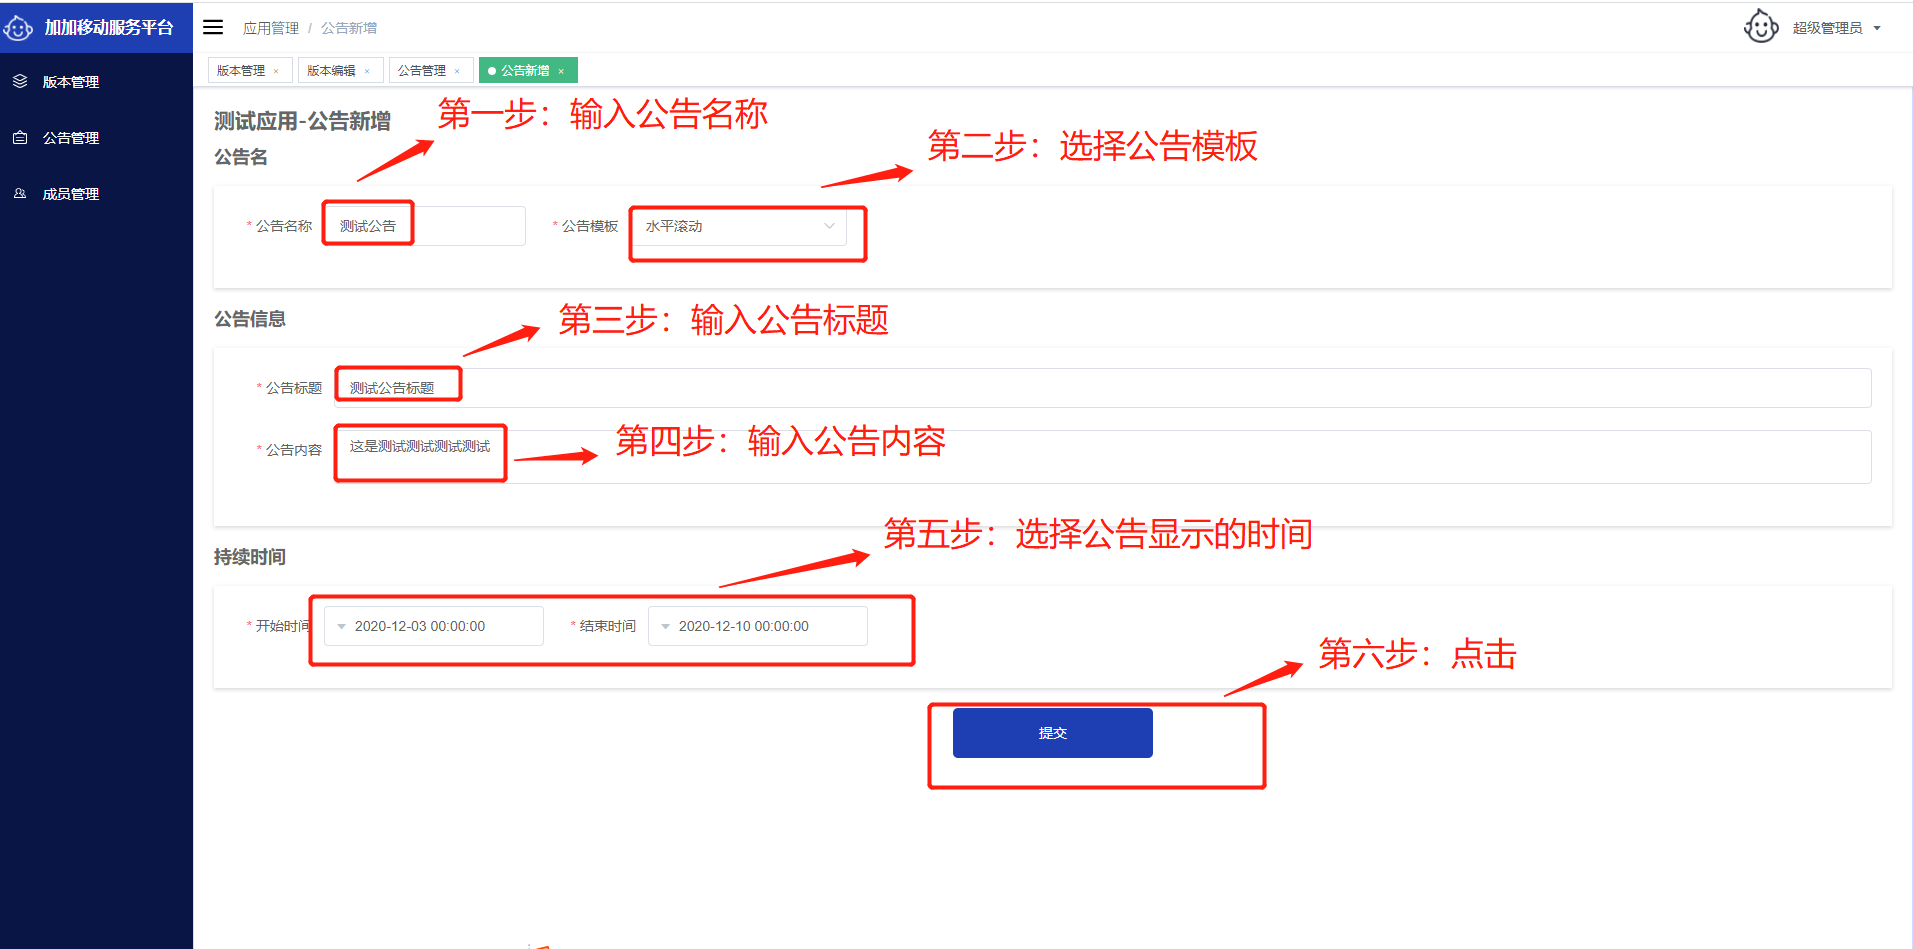 加加移动服务平台
应用管理 / 公告新增
超级管理员
版本管理 ×
版本编辑 ×
公告管理 ×
公告新增 ×
版本管理
公告管理
成员管理
测试应用-公告新增
第一步：输入公告名称
公告名
第二步：选择公告模板
* 公告名称 测试公告
* 公告模板 水平滚动
公告信息
第三步：输入公告标题
* 公告标题 测试公告标题
* 公告内容 这是测试测试测试测试
第四步：输入公告内容
第五步：选择公告显示的时间
持续时间
* 开始时间 2020-12-03 00:00:00
* 结束时间 2020-12-10 00:00:00
第六步：点击
提交